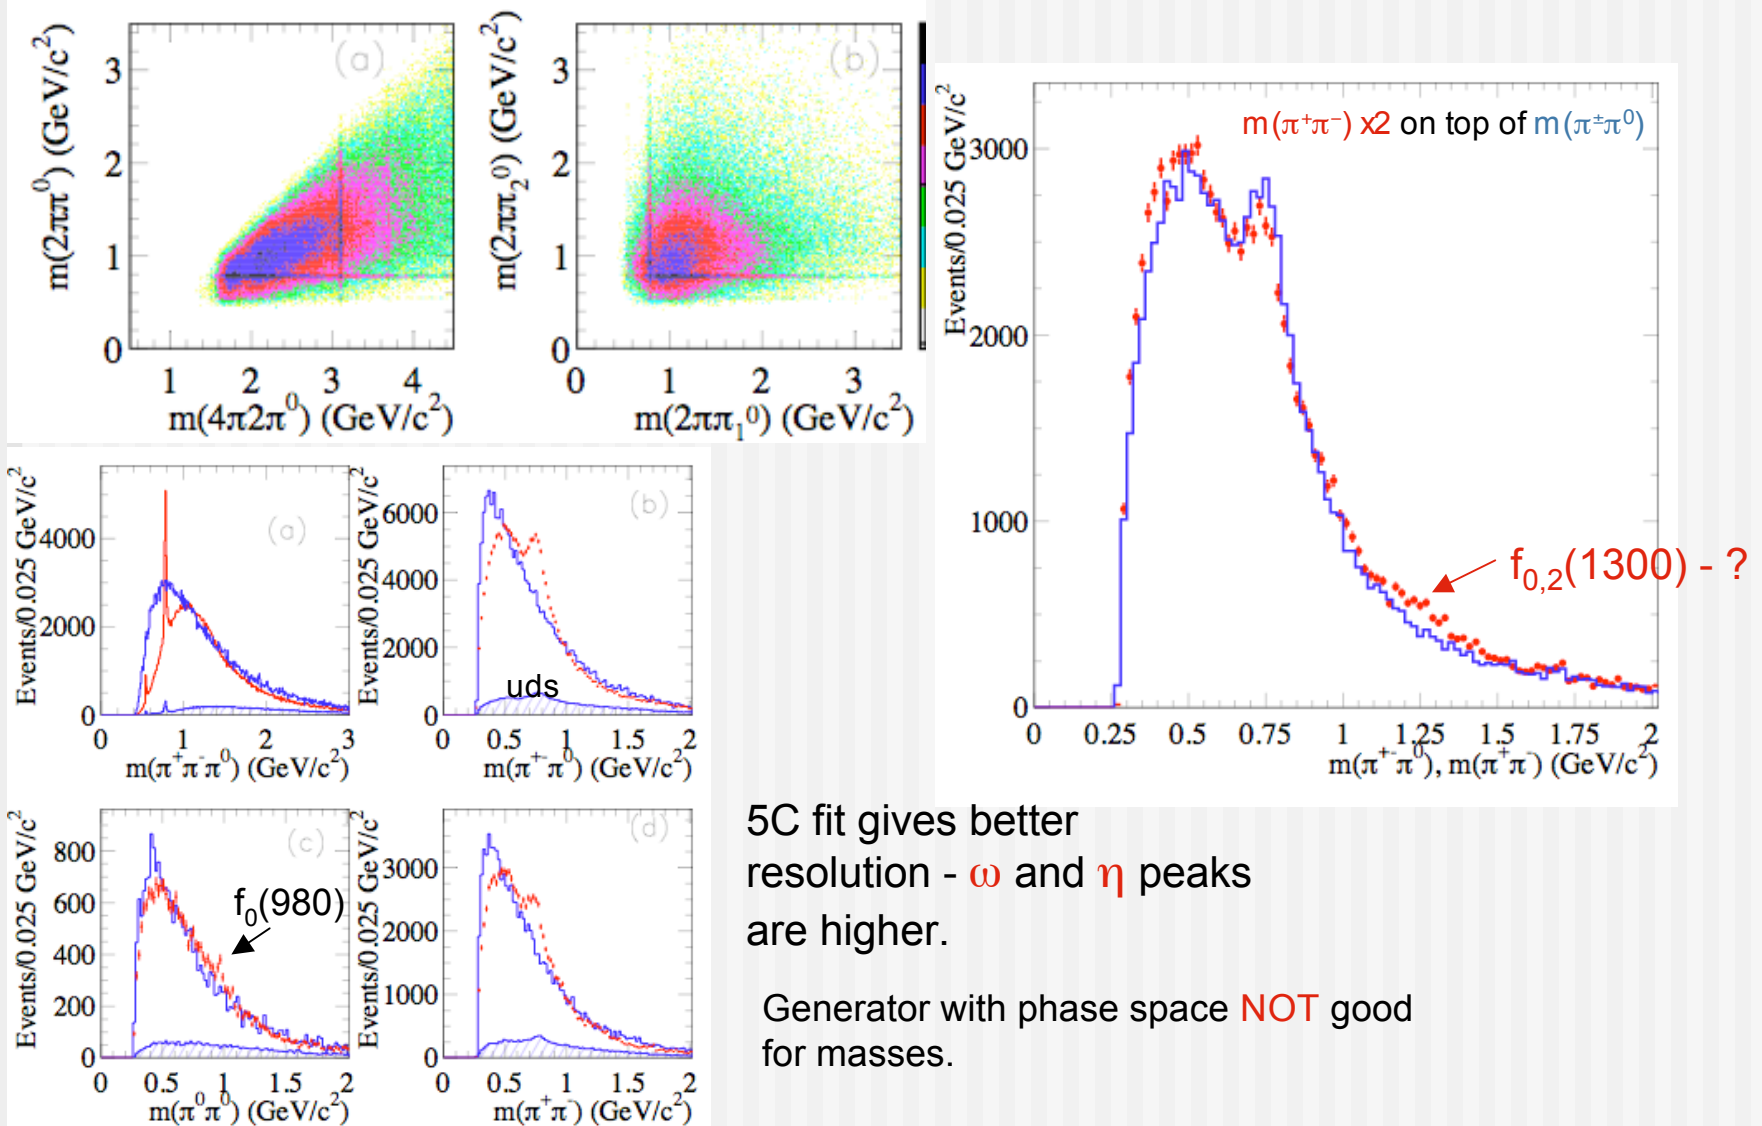 m(2πππ⁰) (GeV/c²)
3
2
1
0
(a)
1 2 3 4
m(4π2π⁰) (GeV/c²)
m(2ππ₂⁰) (GeV/c²)
3
2
1
0
(b)
0 1 2 3
m(2ππ₁⁰) (GeV/c²)
Events/0.025 GeV/c²
m(π⁺π⁻) x2 on top of m(π±π⁰)
3000
2000
1000
0
f₀,₂(1300) - ?
0 0.25 0.5 0.75 1 1.25 1.5 1.75 2
m(π⁺⁻π⁰), m(π⁺π⁻) (GeV/c²)
Events/0.025 GeV/c²
4000
2000
0
(a)
0 1 2 3
m(π⁺π⁻π⁰) (GeV/c²)
Events/0.025 GeV/c²
6000
4000
2000
0
(b)
uds
0 0.5 1 1.5 2
m(π⁺⁻π⁰) (GeV/c²)
Events/0.025 GeV/c²
800
600
400
200
0
(c)
f₀(980)
0 0.5 1 1.5 2
m(π⁰π⁰) (GeV/c²)
Events/0.025 GeV/c²
3000
2000
1000
0
(d)
0 0.5 1 1.5 2
m(π⁺π⁻) (GeV/c²)
5C fit gives better
resolution - ω and η peaks
are higher.
Generator with phase space NOT good
for masses.